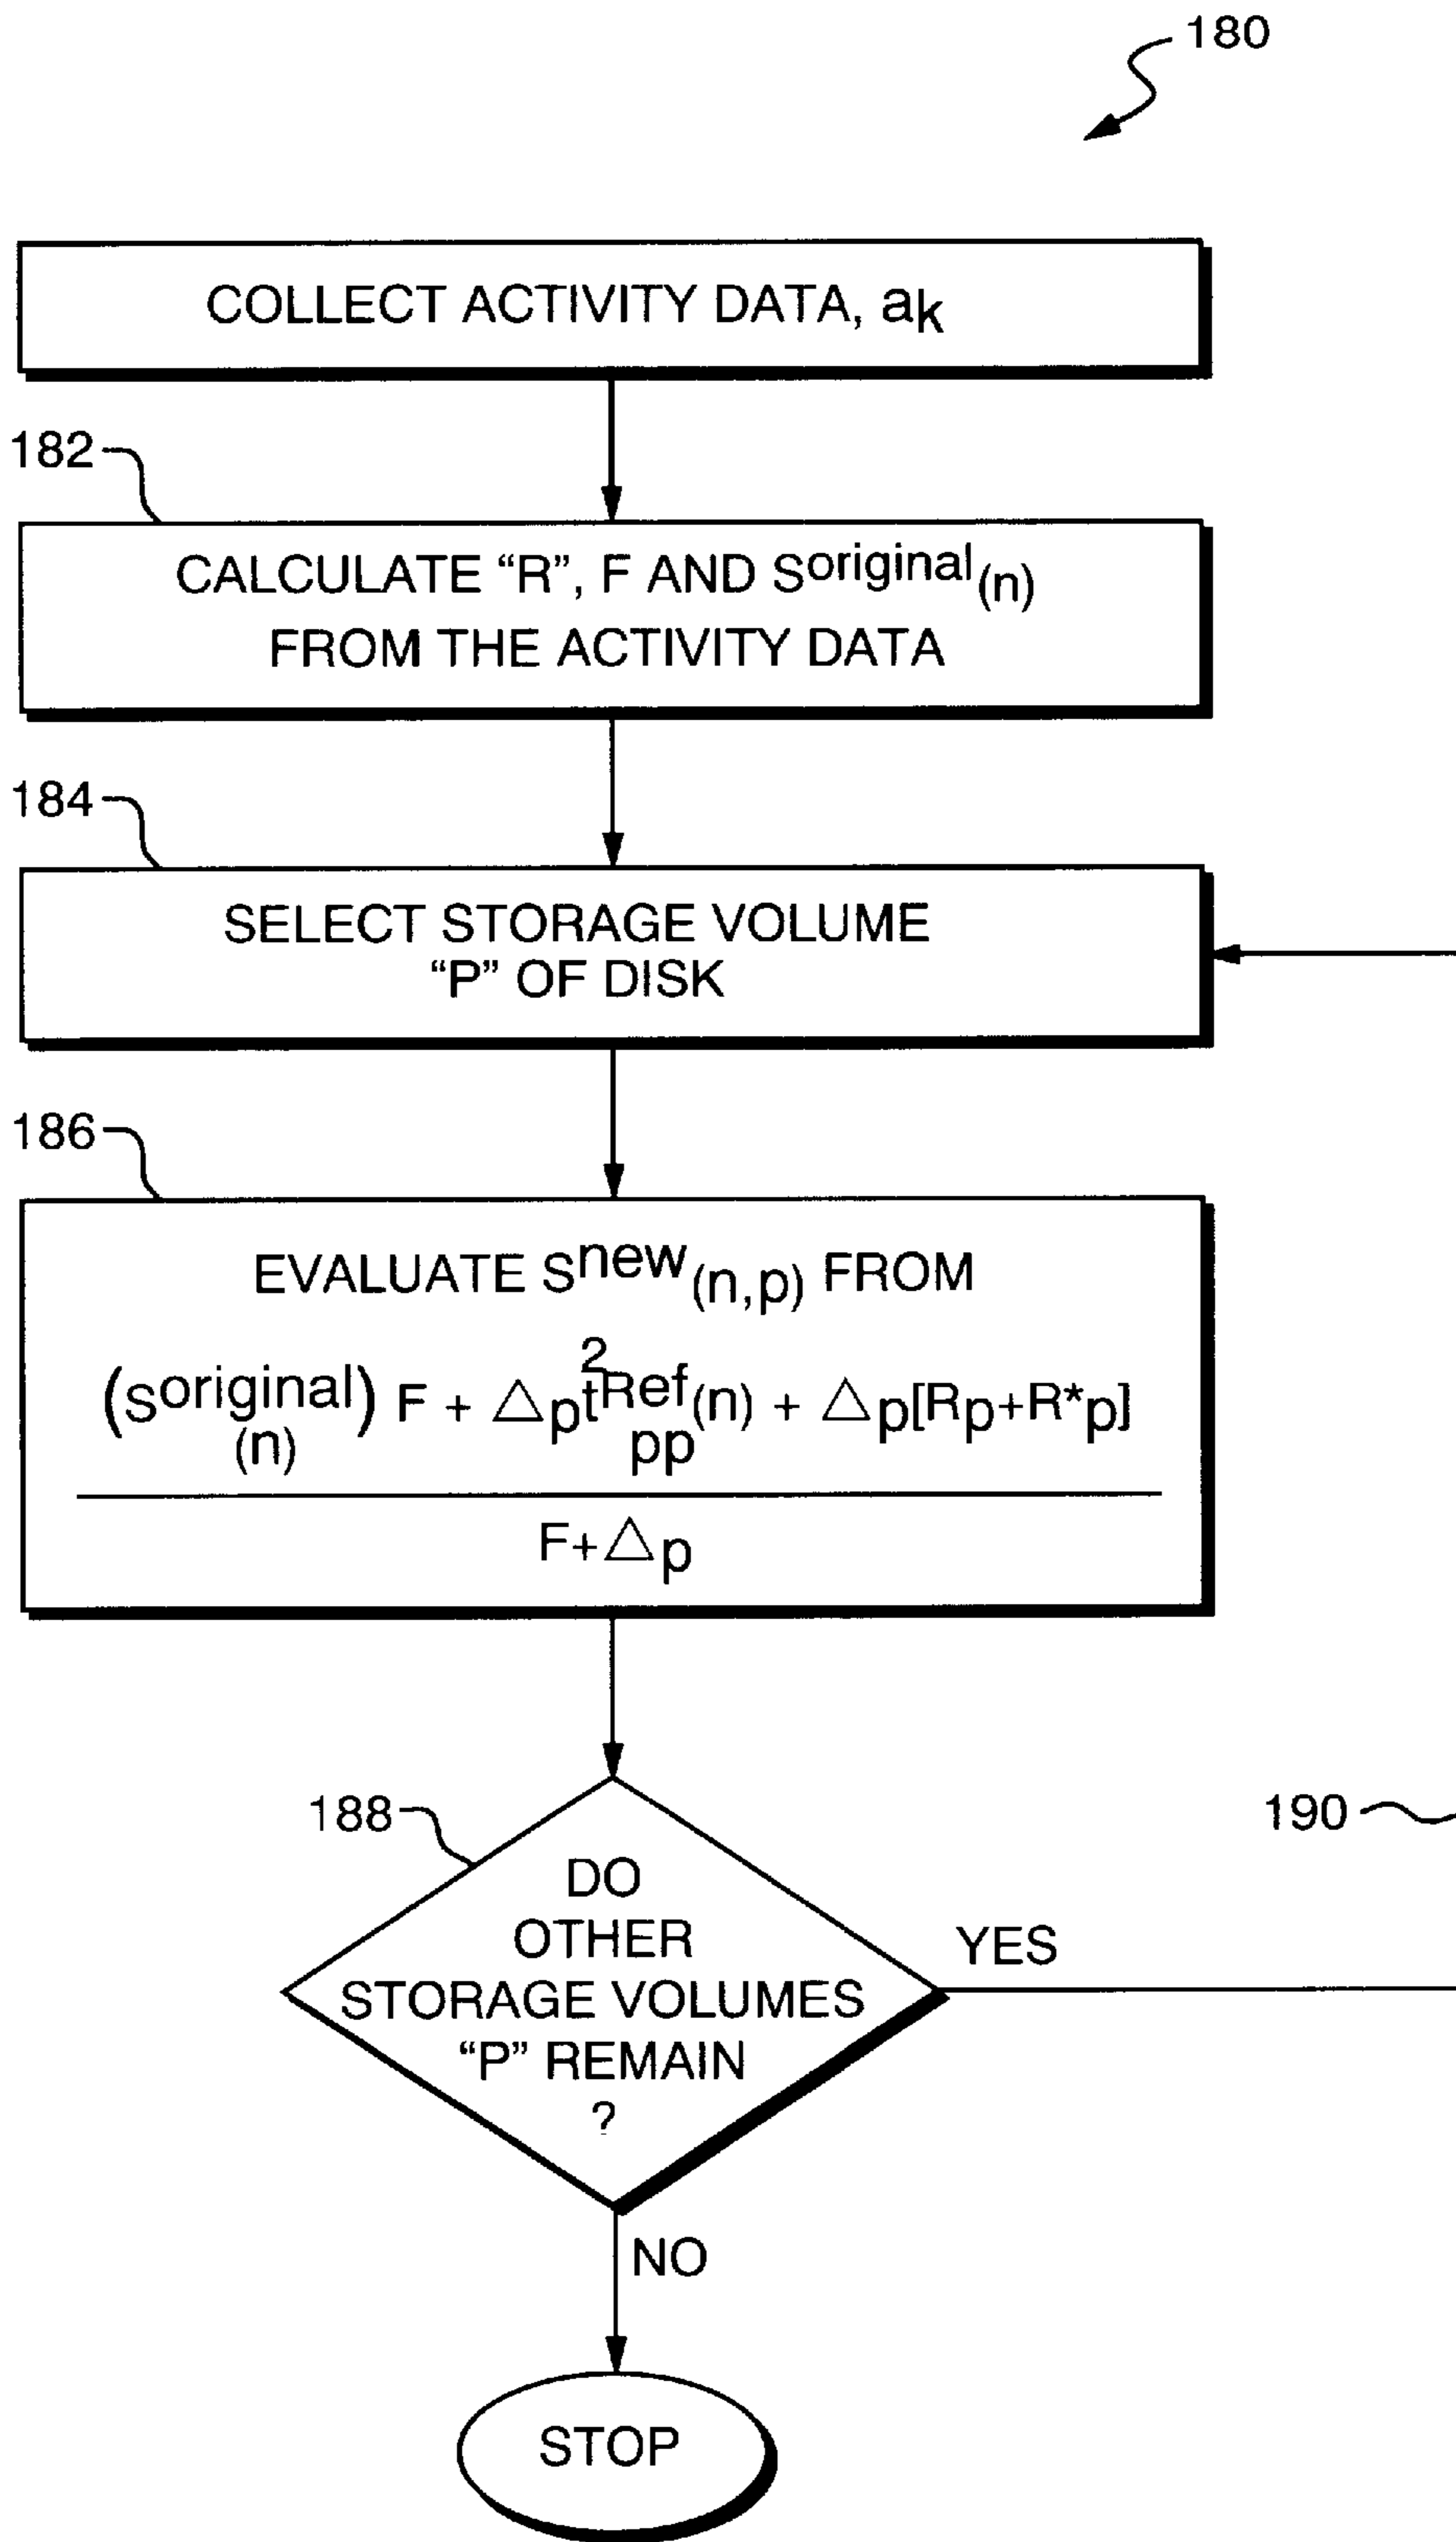 180
COLLECT ACTIVITY DATA, ak
182
CALCULATE “R”, F AND Soriginal(n)
FROM THE ACTIVITY DATA
184
SELECT STORAGE VOLUME
“P” OF DISK
186
EVALUATE Snew(n,p) FROM
(Soriginal(n)) F + △p2tRefpp(n) + △p[Rp+R*p]
F+△p
188
190
DO
OTHER
STORAGE VOLUMES
“P” REMAIN
?
YES
NO
STOP